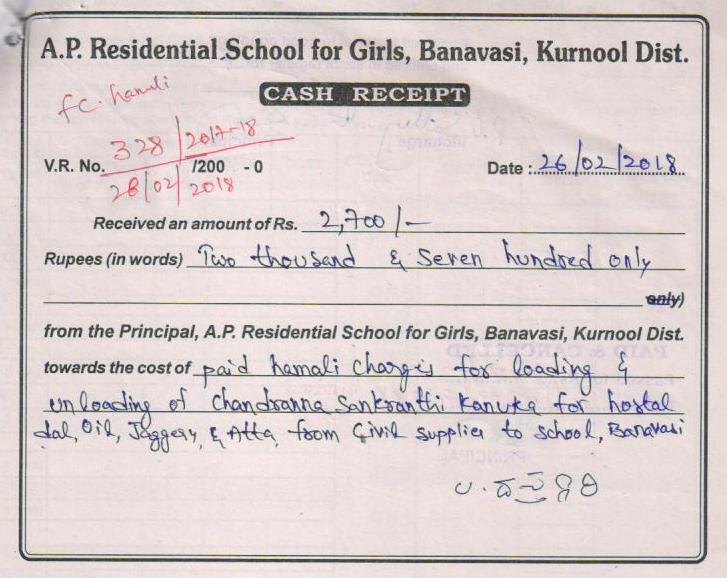 A.P. Residential School for Girls, Banavasi, Kurnool Dist.
CASH RECEIPT
fc. hamali
328/2017-18
V.R. No. /200 -0 Date : 26/02/2018
28/02/2018
Received an amount of Rs. 2,700/-
Rupees (in words) Two thousand & Seven hundred only
only)
from the Principal, A.P. Residential School for Girls, Banavasi, Kurnool Dist.
towards the cost of paid hamali charges for loading &
unloading of Chandranna Sankranthi Kanuka for hostal
dal, Oil, Jaggery, & Atta from Civil Supplies to school, Banavasi